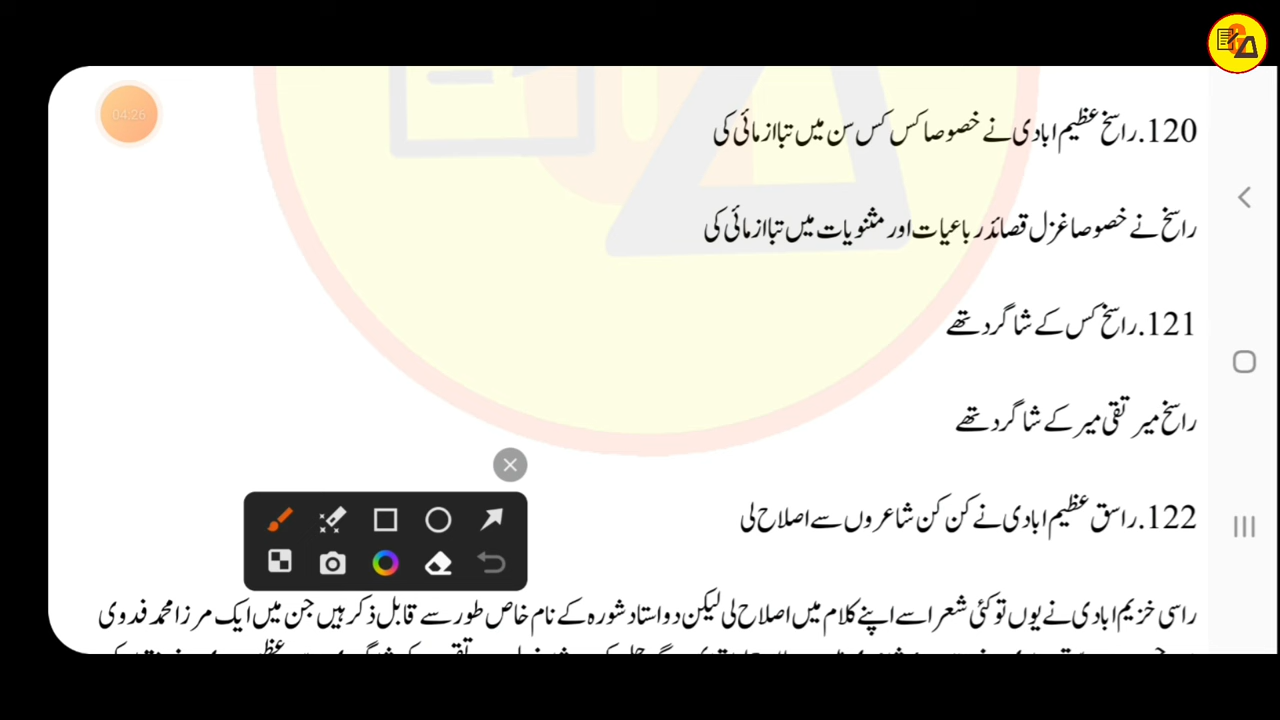 04:26
120. راسخ عظیم ابادی نے خصوصا کس کس سن میں تباازمائی کی
راسخ نے خصوصا غزل قصائد رباعیات اور مثنویات میں تباازمائی کی
121. راسخ کس کے شاگرد تھے
راسخ میر تقی میر کے شاگرد تھے
122. راسق عظیم ابادی نے کن کن شاعروں سے اصلاح لی
راسی خزیم ابادی نے یوں تو کئی شعرا سے اپنے کلام میں اصلاح لی لیکن دو استاد شورہ کے نام خاص طور سے قابل ذکر ہیں جن میں ایک مرزا محمد فدوی